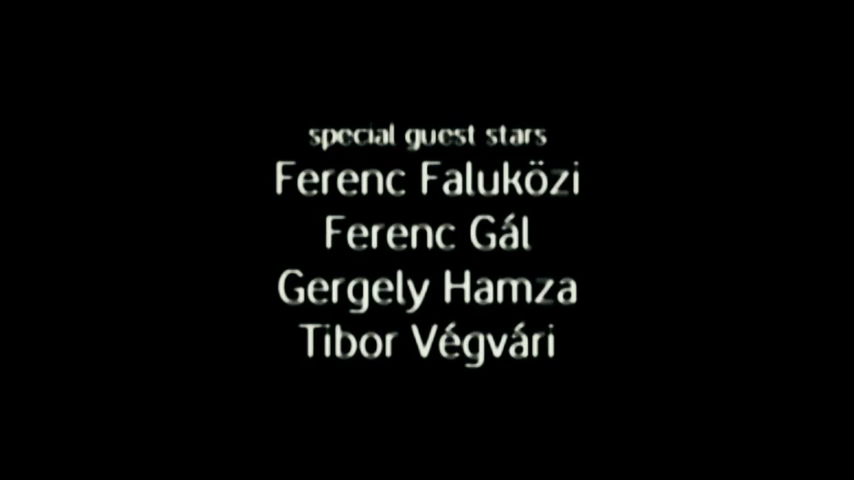 special guest stars
Ferenc Faluközi
Ferenc Gál
Gergely Hamza
Tibor Végvári